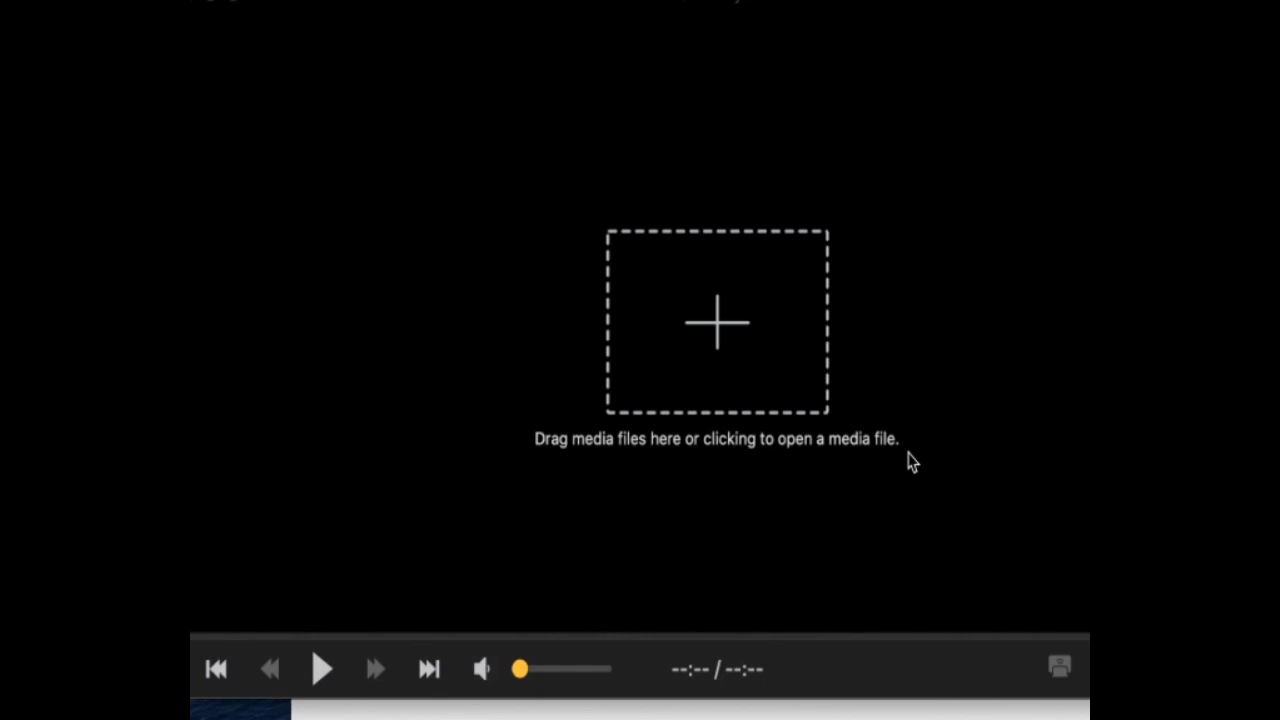 Drag media files here or clicking to open a media file.
--:-- / --:--